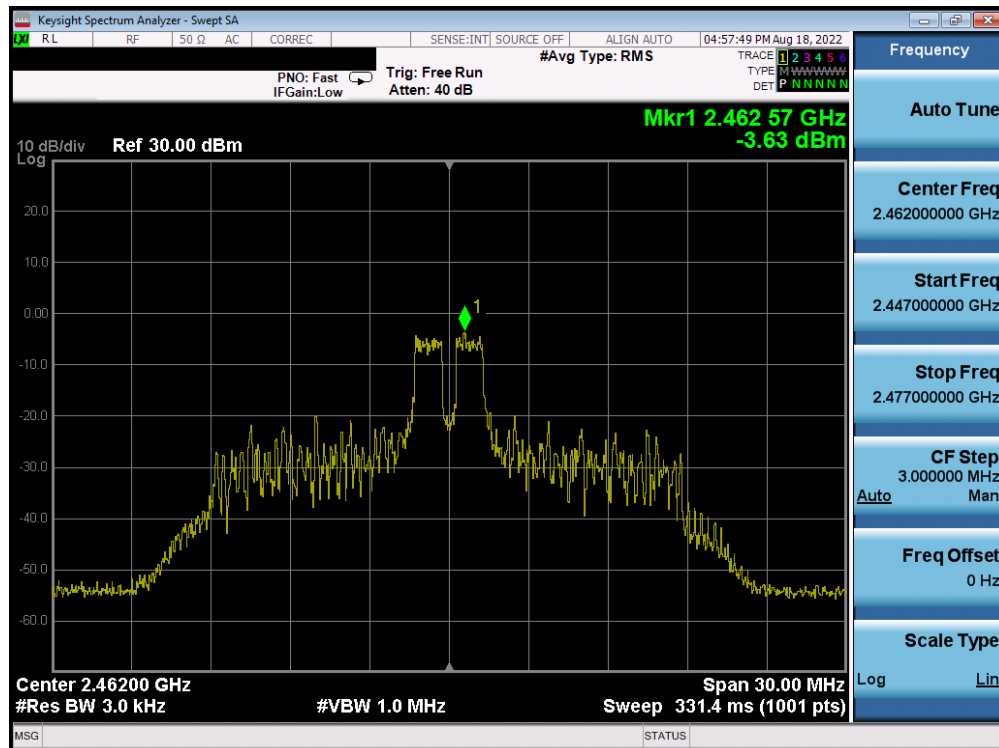 Keysight Spectrum Analyzer - Swept SA
LXI RL RF 50 Ω AC CORREC SENSE:INT SOURCE OFF ALIGN AUTO 04:57:49 PM Aug 18, 2022
#Avg Type: RMS TRACE 1 2 3 4 5 6
PNO: Fast Trig: Free Run TYPE M WWWWW
IFGain:Low Atten: 40 dB DET P N N N N N
Mkr1 2.462 57 GHz
-3.63 dBm
10 dB/div Ref 30.00 dBm
Log
20.0
10.0
0.00
1
-10.0
-20.0
-30.0
-40.0
-50.0
-60.0
Center 2.46200 GHz Span 30.00 MHz
#Res BW 3.0 kHz #VBW 1.0 MHz Sweep 331.4 ms (1001 pts)
MSG STATUS
Frequency
Auto Tune
Center Freq
2.462000000 GHz
Start Freq
2.447000000 GHz
Stop Freq
2.477000000 GHz
CF Step
3.000000 MHz
Auto Man
Freq Offset
0 Hz
Scale Type
Log Lin